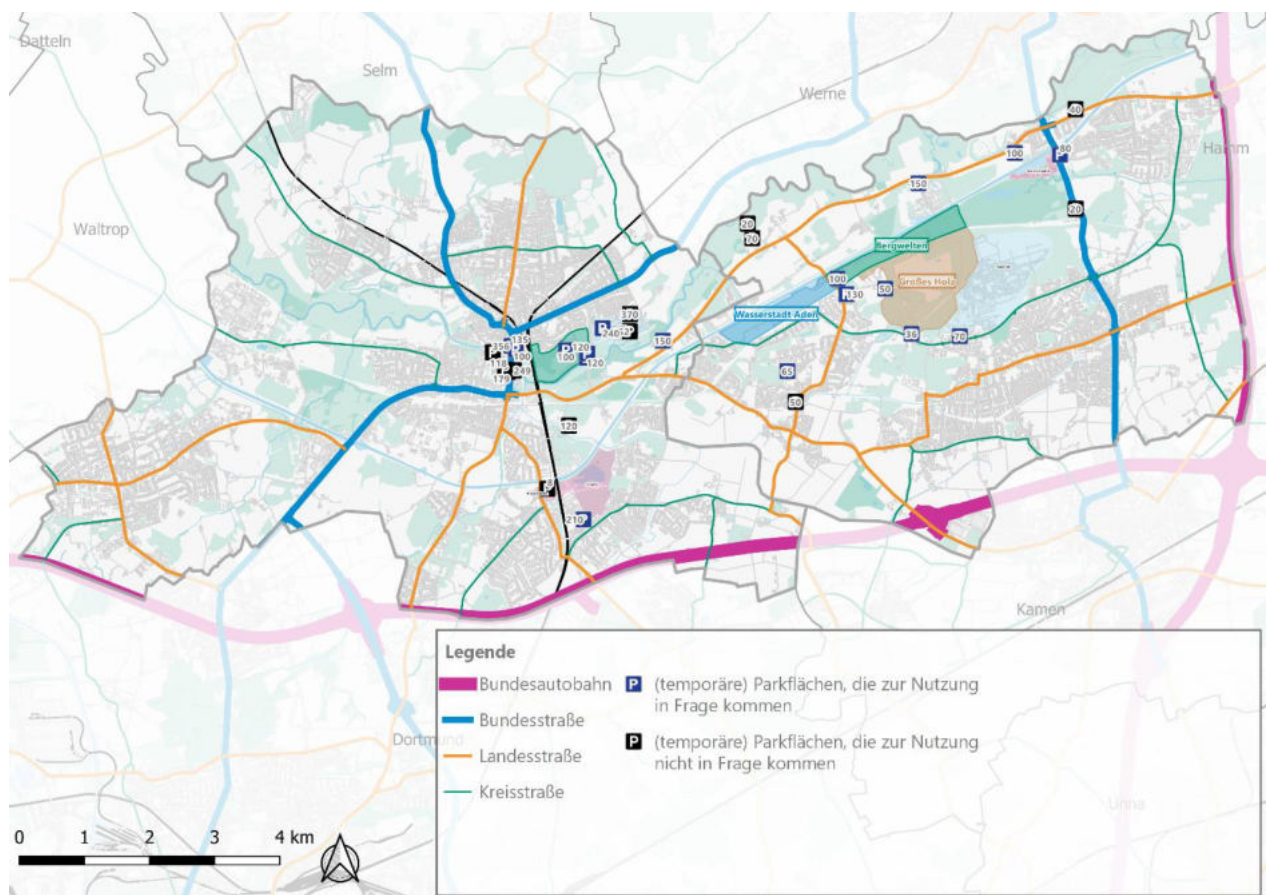 Datteln
Selm
Werne
Hamm
Waltrop
40
100
80
150
20
20
70
Bergwelten
100
130
50
Großes Holz
Wasserstadt Aden
370
240
150
36
70
135
356
100
118
249
179
120
100
120
65
50
120
210
Kamen
Dortmund
Unna
Legende
Bundesautobahn
Bundesstraße
Landesstraße
Kreisstraße
P (temporäre) Parkflächen, die zur Nutzung
in Frage kommen
P (temporäre) Parkflächen, die zur Nutzung
nicht in Frage kommen
0 1 2 3 4 km